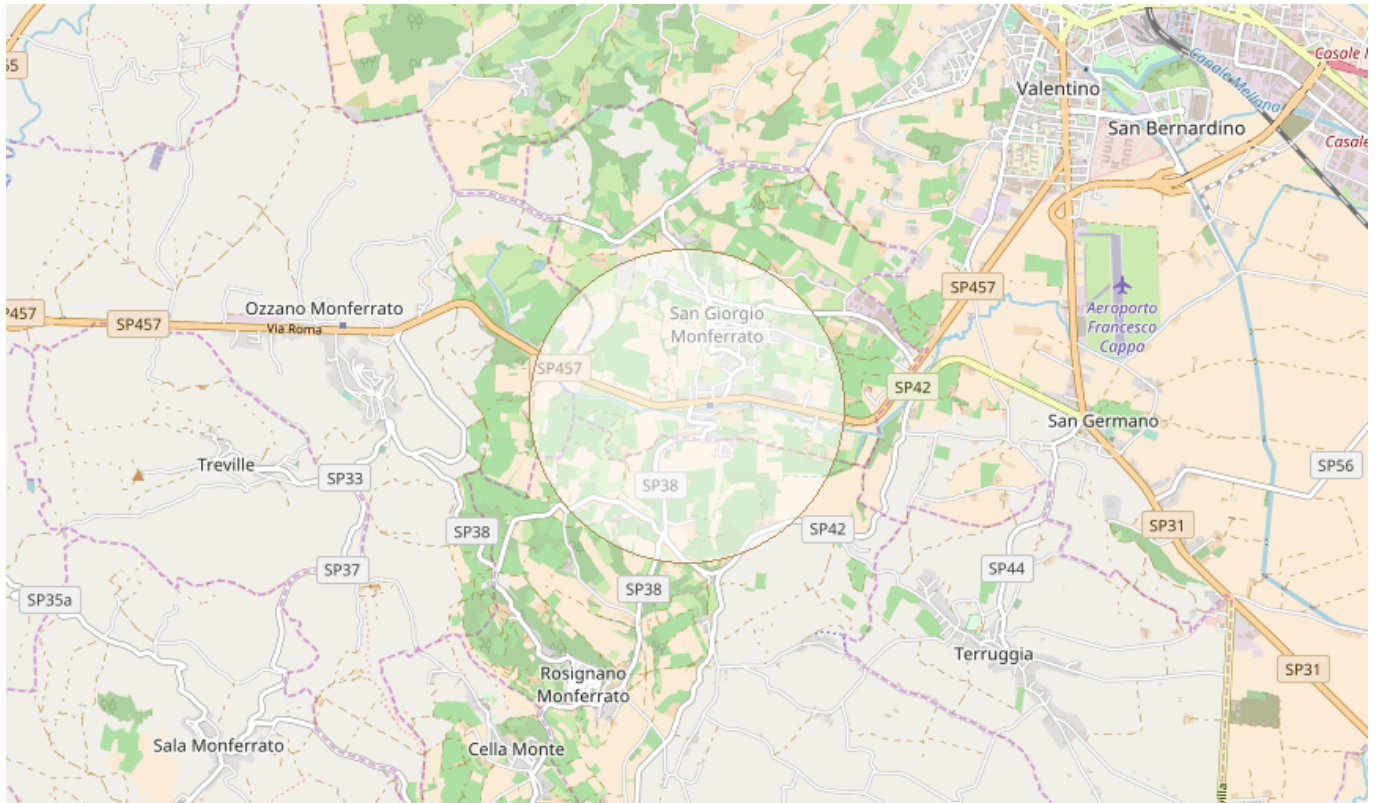 55
Valentino
Canale Mellana
Casale M
San Bernardino
Casale
SP457
San Giorgio
Monferrato
Ozzano Monferrato
P457
SP457
Via Roma
Aeroporto
Francesco
Cappa
SP457
SP42
San Germano
Treville
SP33
SP38
SP56
SP38
SP42
SP31
SP37
SP44
SP35a
SP38
Terruggia
Rosignano
Monferrato
SP31
Sala Monferrato
Cella Monte
villa